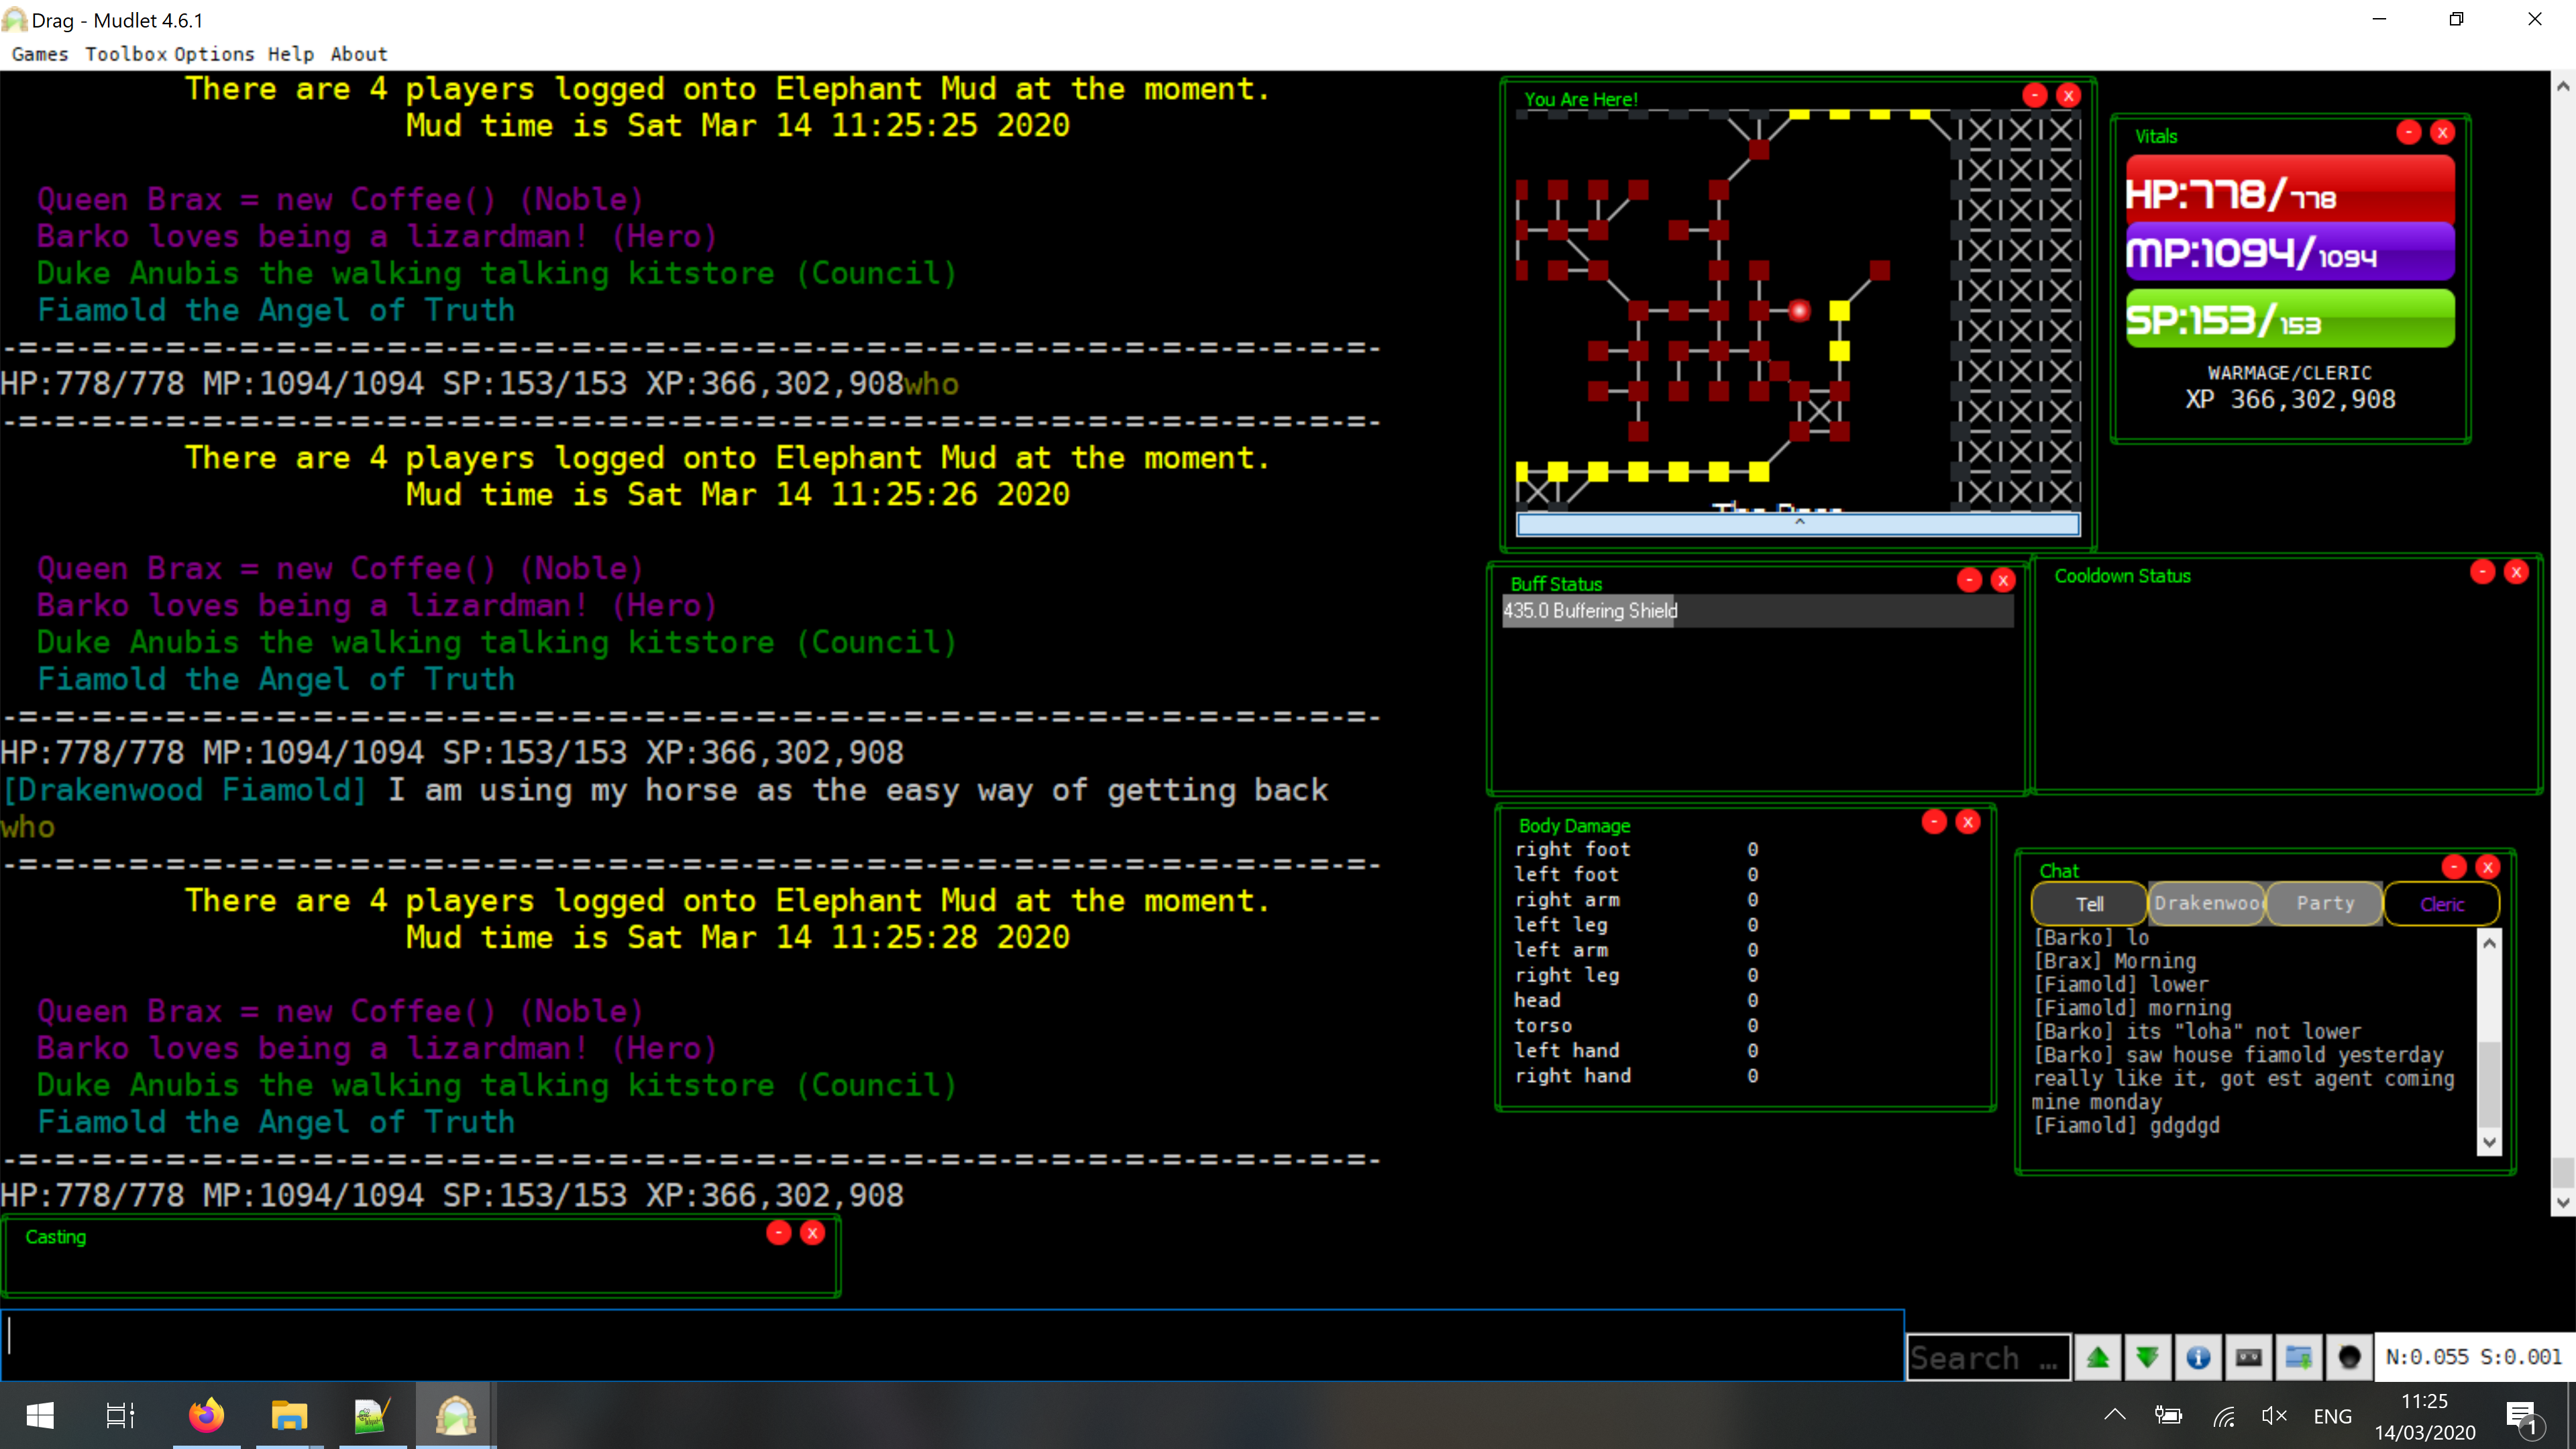 Drag - Mudlet 4.6.1
Games Toolbox Options Help About
There are 4 players logged onto Elephant Mud at the moment.
Mud time is Sat Mar 14 11:25:25 2020
Queen Brax = new Coffee() (Noble)
Barko loves being a lizardman! (Hero)
Duke Anubis the walking talking kitstore (Council)
Fiamold the Angel of Truth
-=-=-=-=-=-=-=-=-=-=-=-=-=-=-=-=-=-=-=-=-=-=-=-=-=-=-=-=-=-=-=-=-=-=-=-=-=-
HP:778/778 MP:1094/1094 SP:153/153 XP:366,302,908who
-=-=-=-=-=-=-=-=-=-=-=-=-=-=-=-=-=-=-=-=-=-=-=-=-=-=-=-=-=-=-=-=-=-=-=-=-=-
There are 4 players logged onto Elephant Mud at the moment.
Mud time is Sat Mar 14 11:25:26 2020
Queen Brax = new Coffee() (Noble)
Barko loves being a lizardman! (Hero)
Duke Anubis the walking talking kitstore (Council)
Fiamold the Angel of Truth
-=-=-=-=-=-=-=-=-=-=-=-=-=-=-=-=-=-=-=-=-=-=-=-=-=-=-=-=-=-=-=-=-=-=-=-=-=-
HP:778/778 MP:1094/1094 SP:153/153 XP:366,302,908
[Drakenwood Fiamold] I am using my horse as the easy way of getting back
who
-=-=-=-=-=-=-=-=-=-=-=-=-=-=-=-=-=-=-=-=-=-=-=-=-=-=-=-=-=-=-=-=-=-=-=-=-=-
There are 4 players logged onto Elephant Mud at the moment.
Mud time is Sat Mar 14 11:25:28 2020
Queen Brax = new Coffee() (Noble)
Barko loves being a lizardman! (Hero)
Duke Anubis the walking talking kitstore (Council)
Fiamold the Angel of Truth
-=-=-=-=-=-=-=-=-=-=-=-=-=-=-=-=-=-=-=-=-=-=-=-=-=-=-=-=-=-=-=-=-=-=-=-=-=-
HP:778/778 MP:1094/1094 SP:153/153 XP:366,302,908
Casting
You Are Here!
Vitals
HP:778/778
MP:1094/1094
SP:153/153
WARMAGE/CLERIC
XP 366,302,908
Buff Status
435.0 Buffering Shield
Cooldown Status
Body Damage
right foot 0
left foot 0
right arm 0
left leg 0
left arm 0
right leg 0
head 0
torso 0
left hand 0
right hand 0
Chat
Tell Drakenwoo Party Cleric
[Barko] lo
[Brax] Morning
[Fiamold] lower
[Fiamold] morning
[Barko] its "loha" not lower
[Barko] saw house fiamold yesterday
really like it, got est agent coming
mine monday
[Fiamold] gdgdgd
Search ...
N:0.055 S:0.001
ENG
11:25
14/03/2020
1